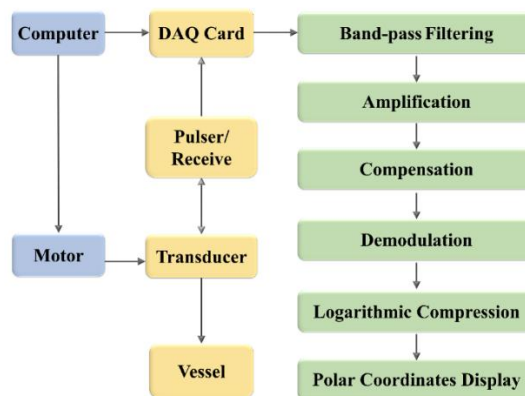 Computer
DAQ Card
Band-pass Filtering
Amplification
Pulser/
Receive
Compensation
Demodulation
Motor
Transducer
Logarithmic Compression
Vessel
Polar Coordinates Display